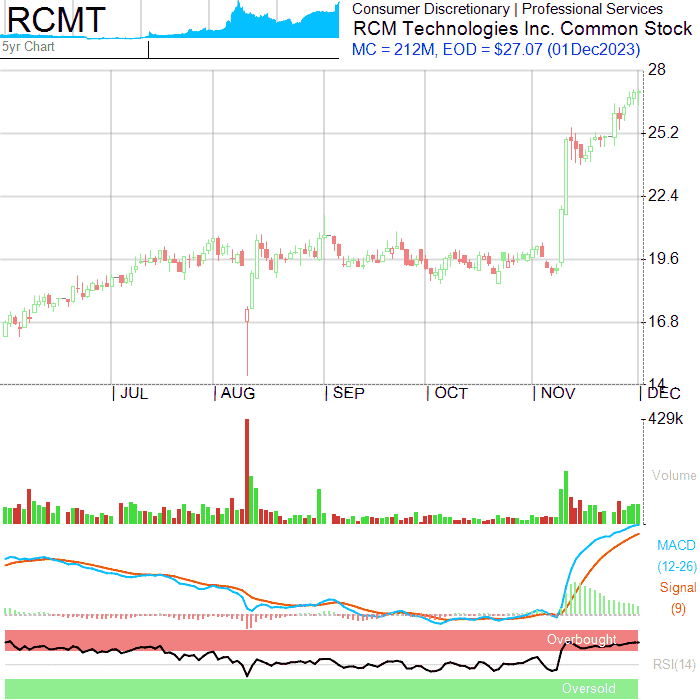 RCMT
5yr Chart
Consumer Discretionary | Professional Services
RCM Technologies Inc. Common Stock
MC = 212M, EOD = $27.07 (01Dec2023)
28
25.2
22.4
19.6
16.8
14
JUL AUG SEP OCT NOV DEC
429k
Volume
MACD
(12-26)
Signal
(9)
Overbought
RSI(14)
Oversold